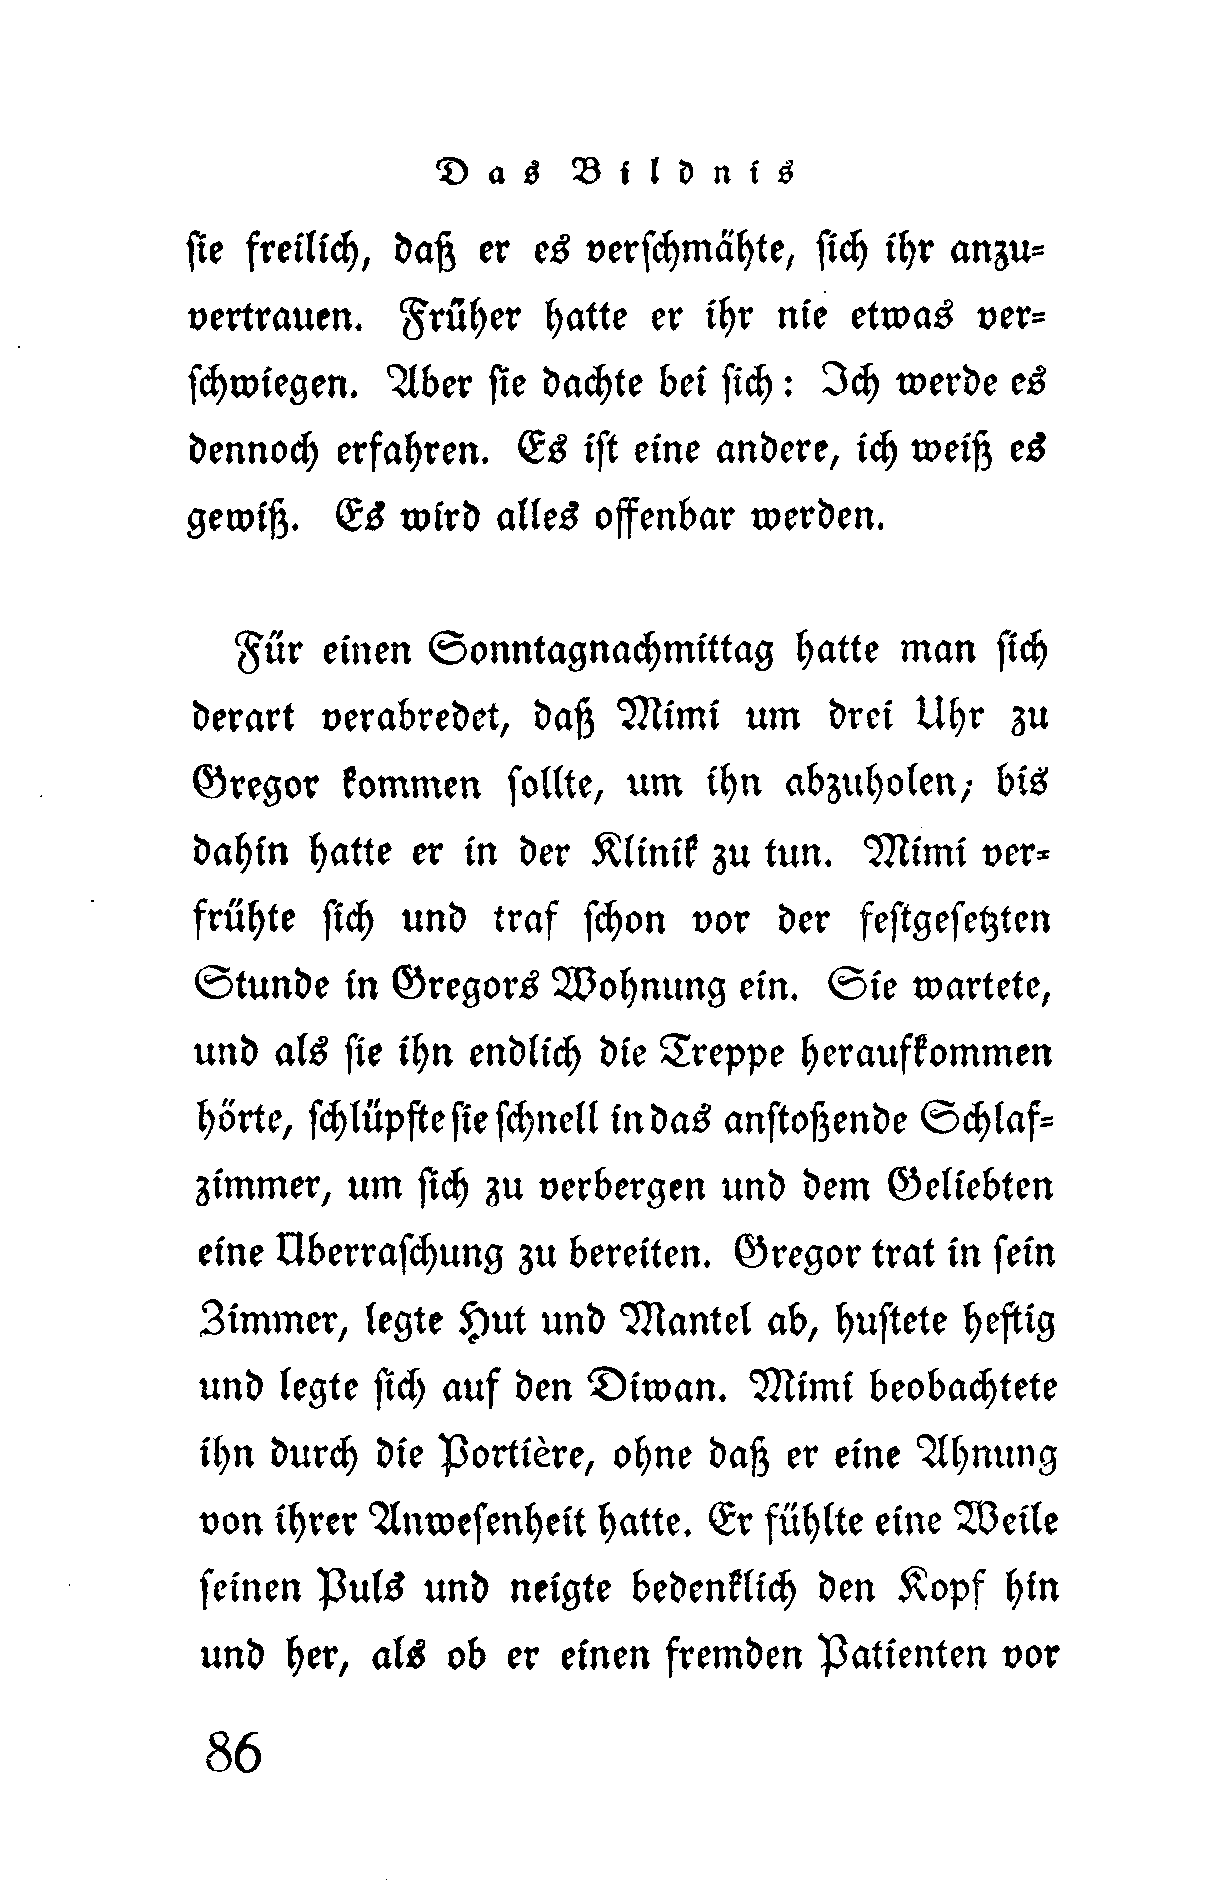 Das Bildnis
sie freilich, daß er es verschmähte, sich ihr anzu=
vertrauen. Früher hatte er ihr nie etwas ver=
schwiegen. Aber sie dachte bei sich: Ich werde es
dennoch erfahren. Es ist eine andere, ich weiß es
gewiß. Es wird alles offenbar werden.
Für einen Sonntagnachmittag hatte man sich
derart verabredet, daß Mimi um drei Uhr zu
Gregor kommen sollte, um ihn abzuholen; bis
dahin hatte er in der Klinik zu tun. Mimi ver=
frühte sich und traf schon vor der festgesetzten
Stunde in Gregors Wohnung ein. Sie wartete,
und als sie ihn endlich die Treppe heraufkommen
hörte, schlüpfte sie schnell in das anstoßende Schlaf=
zimmer, um sich zu verbergen und dem Geliebten
eine Überraschung zu bereiten. Gregor trat in sein
Zimmer, legte Hut und Mantel ab, hustete heftig
und legte sich auf den Diwan. Mimi beobachtete
ihn durch die Portière, ohne daß er eine Ahnung
von ihrer Anwesenheit hatte. Er fühlte eine Weile
seinen Puls und neigte bedenklich den Kopf hin
und her, als ob er einen fremden Patienten vor
86